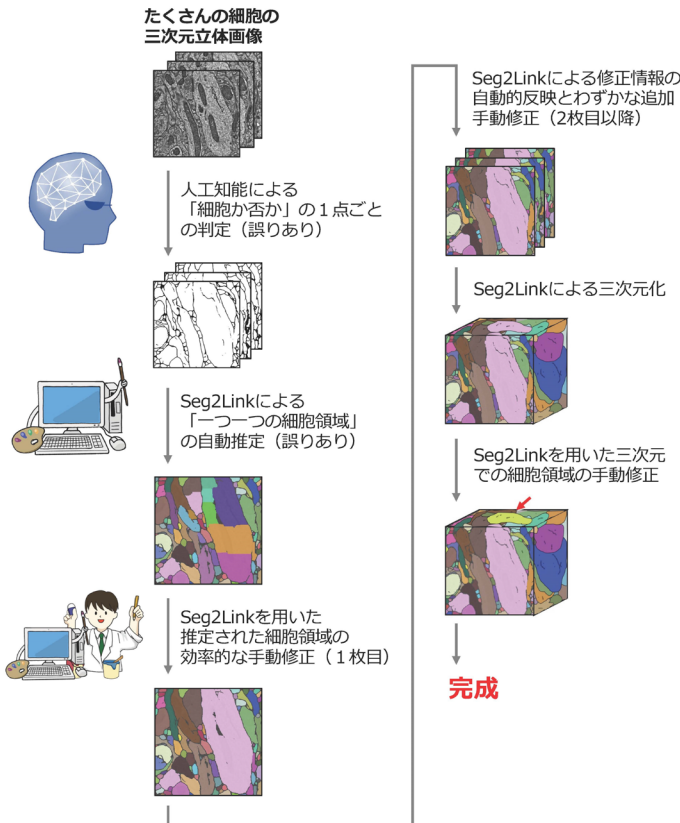 たくさんの細胞の
三次元立体画像
人工知能による
「細胞か否か」の１点ごと
の判定（誤りあり）
Seg2Linkによる
「一つ一つの細胞領域」
の自動推定（誤りあり）
Seg2Linkを用いた
推定された細胞領域の
効率的な手動修正（１枚目）
Seg2Linkによる修正情報の
自動的反映とわずかな追加
手動修正（2枚目以降）
Seg2Linkによる三次元化
Seg2Linkを用いた三次元
での細胞領域の手動修正
完成